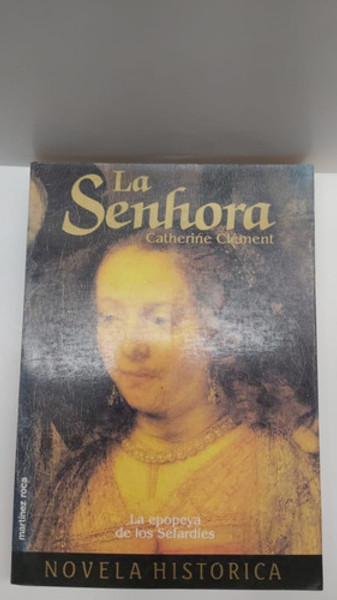 La
Senhora
Catherine Clément
martínez roca
La epopeya
de los Sefardíes
NOVELA HISTORICA